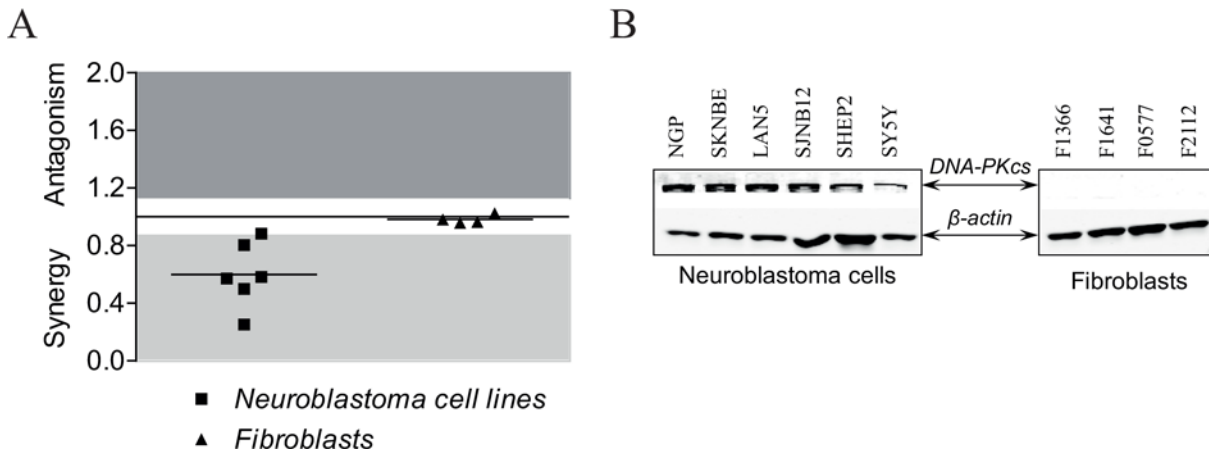 A
Antagonism
Synergy
2.0
1.6
1.2
0.8
0.4
0.0
■ Neuroblastoma cell lines
▲ Fibroblasts
B
NGP
SKNBE
LAN5
SJNB12
SHEP2
SY5Y
F1366
F1641
F0577
F2112
DNA-PKcs
β-actin
Neuroblastoma cells
Fibroblasts